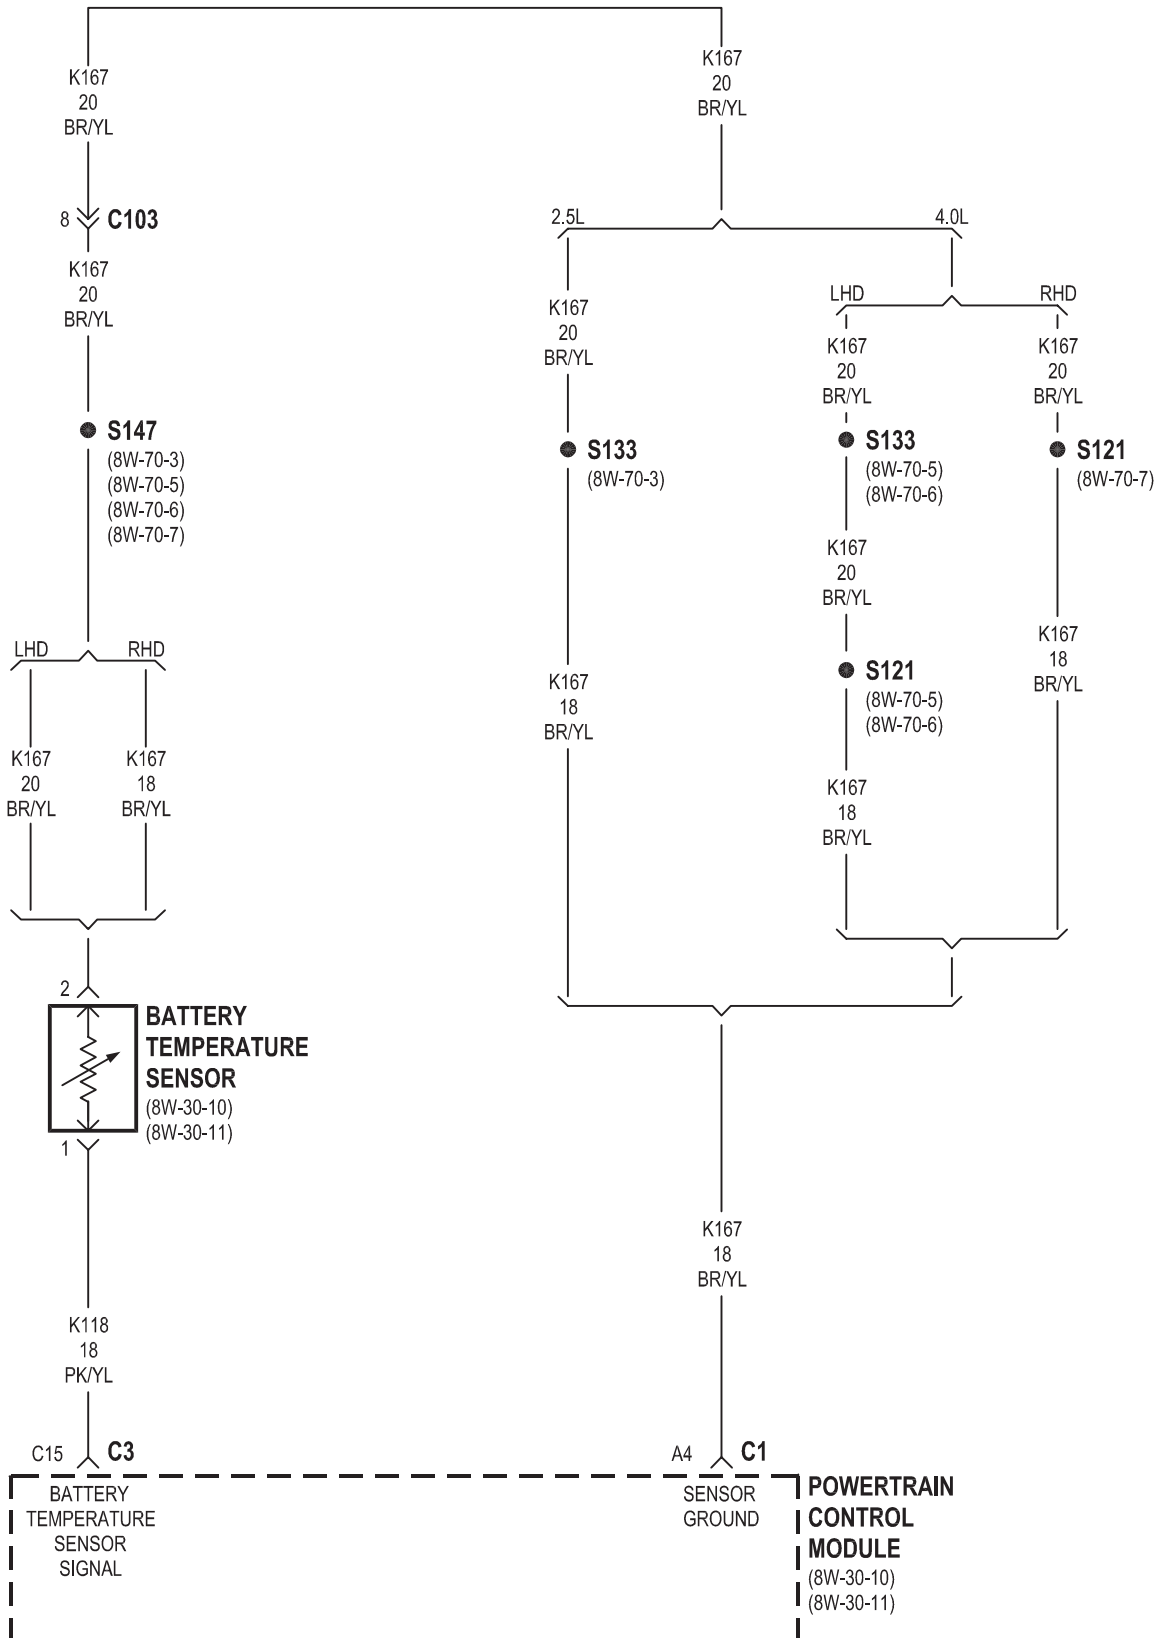 K167
20
BR/YL
K167
20
BR/YL
8
C103
K167
20
BR/YL
S147
(8W-70-3)
(8W-70-5)
(8W-70-6)
(8W-70-7)
LHD
RHD
K167
20
BR/YL
K167
18
BR/YL
2
BATTERY
TEMPERATURE
SENSOR
(8W-30-10)
(8W-30-11)
1
K118
18
PK/YL
C15
C3
2.5L
4.0L
K167
20
BR/YL
S133
(8W-70-3)
K167
18
BR/YL
LHD
RHD
K167
20
BR/YL
S133
(8W-70-5)
(8W-70-6)
K167
20
BR/YL
S121
(8W-70-5)
(8W-70-6)
K167
18
BR/YL
K167
20
BR/YL
S121
(8W-70-7)
K167
18
BR/YL
K167
18
BR/YL
A4
C1
BATTERY
TEMPERATURE
SENSOR
SIGNAL
SENSOR
GROUND
POWERTRAIN
CONTROL
MODULE
(8W-30-10)
(8W-30-11)